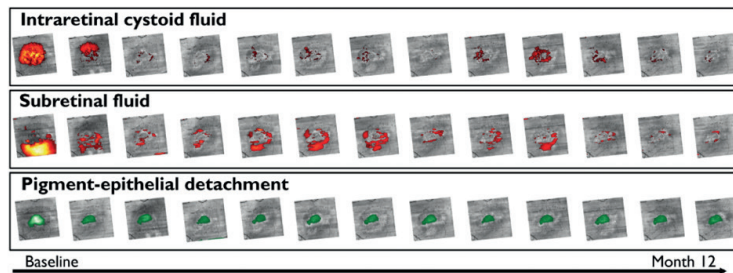 Intraretinal cystoid fluid
Subretinal fluid
Pigment-epithelial detachment
Baseline
Month 12